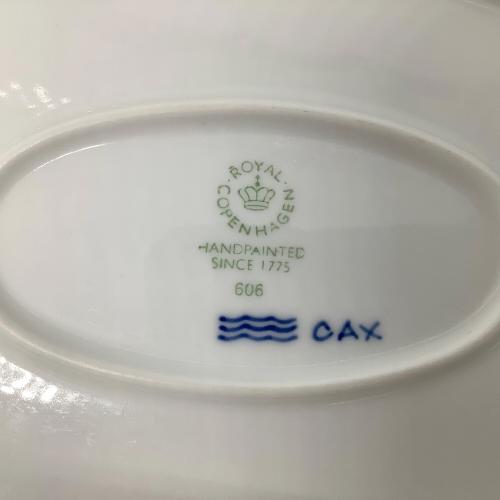 ROYAL
COPENHAGEN
HANDPAINTED
SINCE 1775
606
CAX